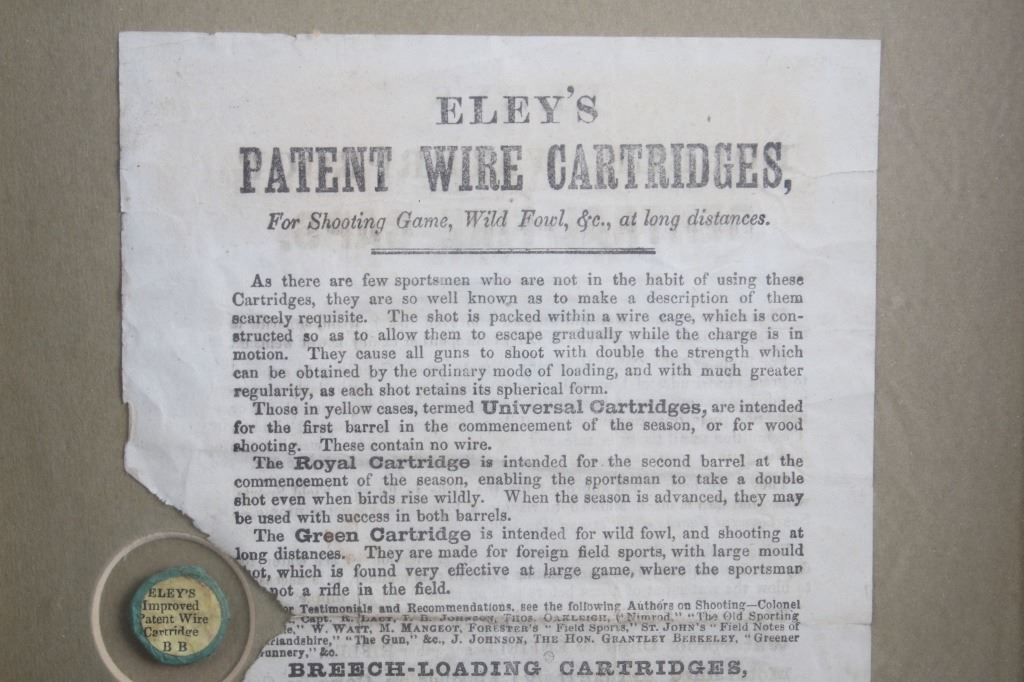 ELEY'S
PATENT WIRE CARTRIDGES,
For Shooting Game, Wild Fowl, &c., at long distances.
As there are few sportsmen who are not in the habit of using these
Cartridges, they are so well known as to make a description of them
scarcely requisite. The shot is packed within a wire cage, which is con-
structed so as to allow them to escape gradually while the charge is in
motion. They cause all guns to shoot with double the strength which
can be obtained by the ordinary mode of loading, and with much greater
regularity, as each shot retains its spherical form.
Those in yellow cases, termed Universal Cartridges, are intended
for the first barrel in the commencement of the season, or for wood
shooting. These contain no wire.
The Royal Cartridge is intended for the second barrel at the
commencement of the season, enabling the sportsman to take a double
shot even when birds rise wildly. When the season is advanced, they may
be used with success in both barrels.
The Green Cartridge is intended for wild fowl, and shooting at
long distances. They are made for foreign field sports, with large mould
hot, which is found very effective at large game, where the sportsman
not a rifle in the field.
or Testimonials and Recommendations, see the following Authors on Shooting—Colonel
Capt. R. LACY, T. B. JOHNSON, THOS. OAKLEIGH, "Nimrod," "The Old Sporting
le," W. WATT, M. MANGEOT, FORESTER'S "Field Sports," ST. JOHN'S "Field Notes of
rlandshire," "The Gun," &c., J. JOHNSON, THE HON. GRANTLEY BERKELEY, "Greener
unnery," &c.
BREECH-LOADING CARTRIDGES,
ELEY'S
Improved
Patent Wire
Cartridge
B B